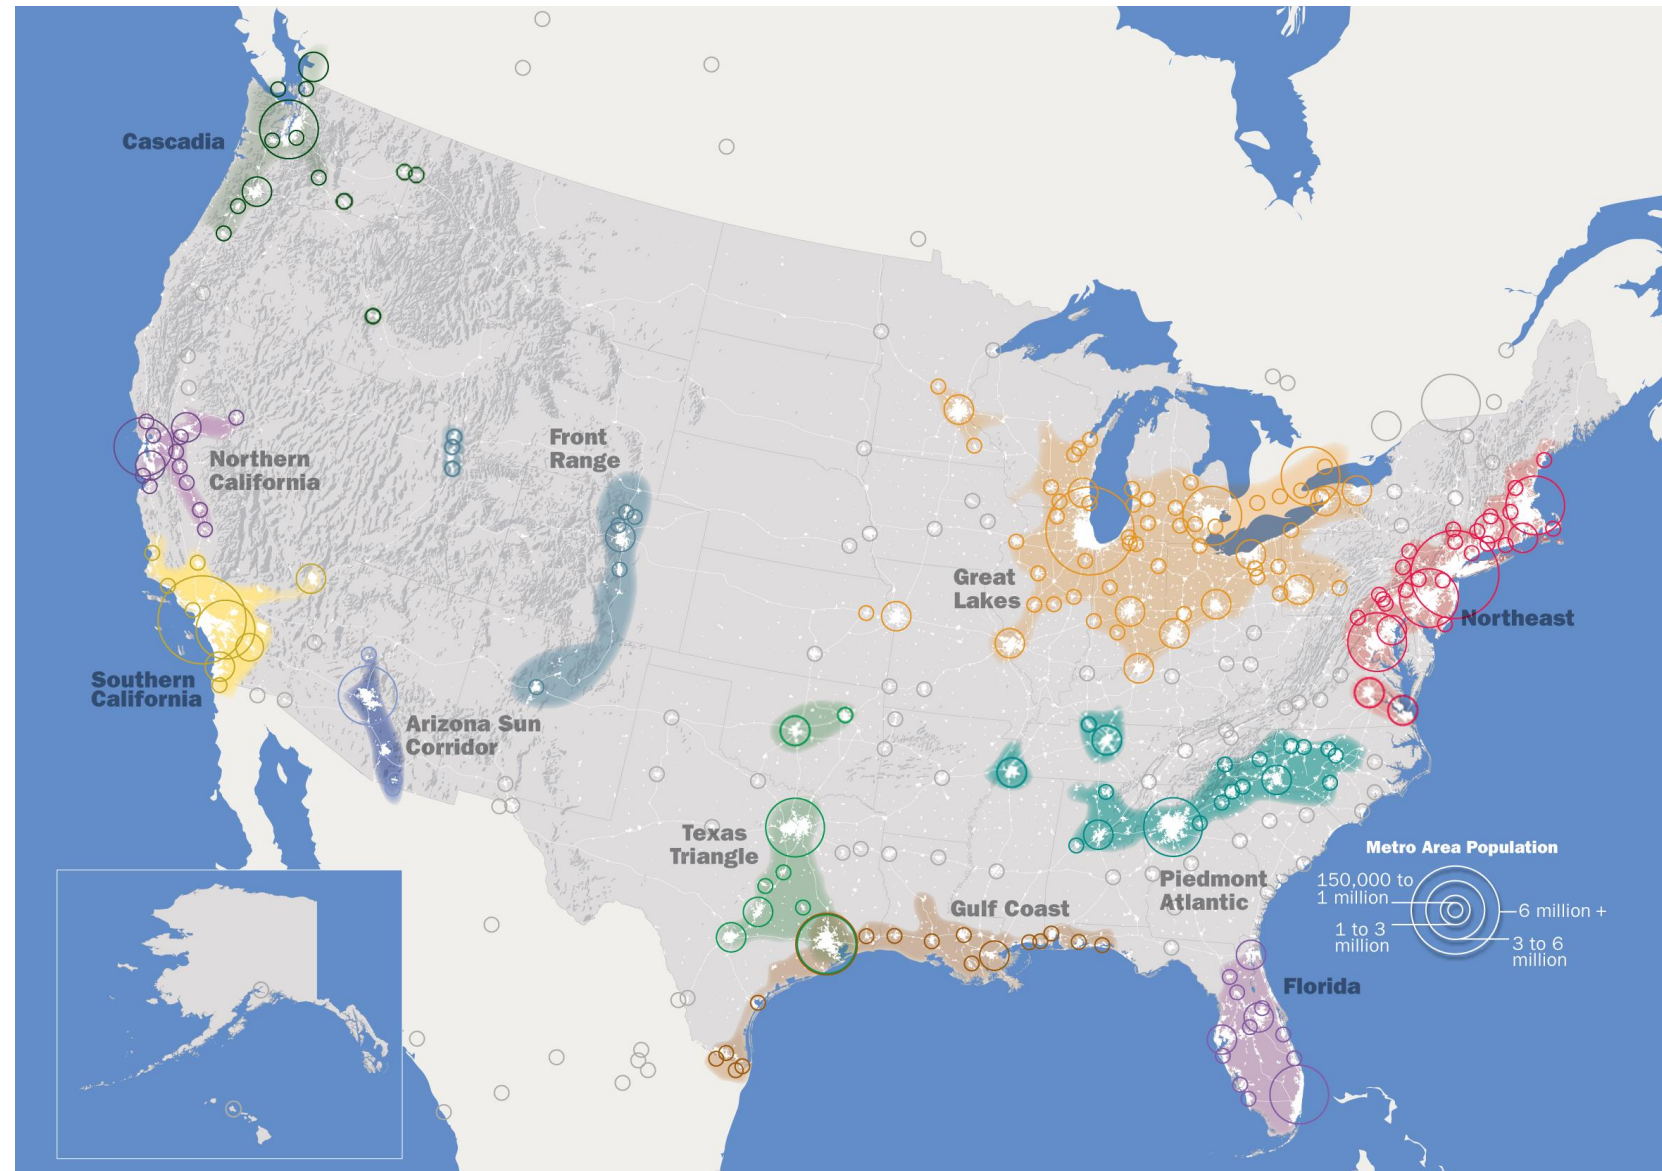 Cascadia
Northern
California
Southern
California
Arizona Sun
Corridor
Front
Range
Texas
Triangle
Great
Lakes
Gulf Coast
Piedmont
Atlantic
Northeast
Florida
Metro Area Population
150,000 to
1 million
1 to 3
million
3 to 6
million
6 million +